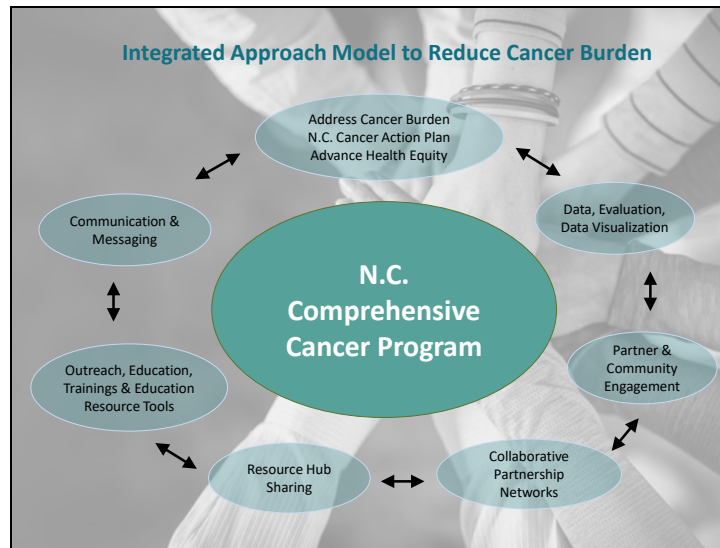 Integrated Approach Model to Reduce Cancer Burden
Address Cancer Burden
N.C. Cancer Action Plan
Advance Health Equity
Data, Evaluation,
Data Visualization
Partner &
Community
Engagement
Collaborative
Partnership
Networks
Resource Hub
Sharing
Outreach, Education,
Trainings & Education
Resource Tools
Communication &
Messaging
N.C.
Comprehensive
Cancer Program